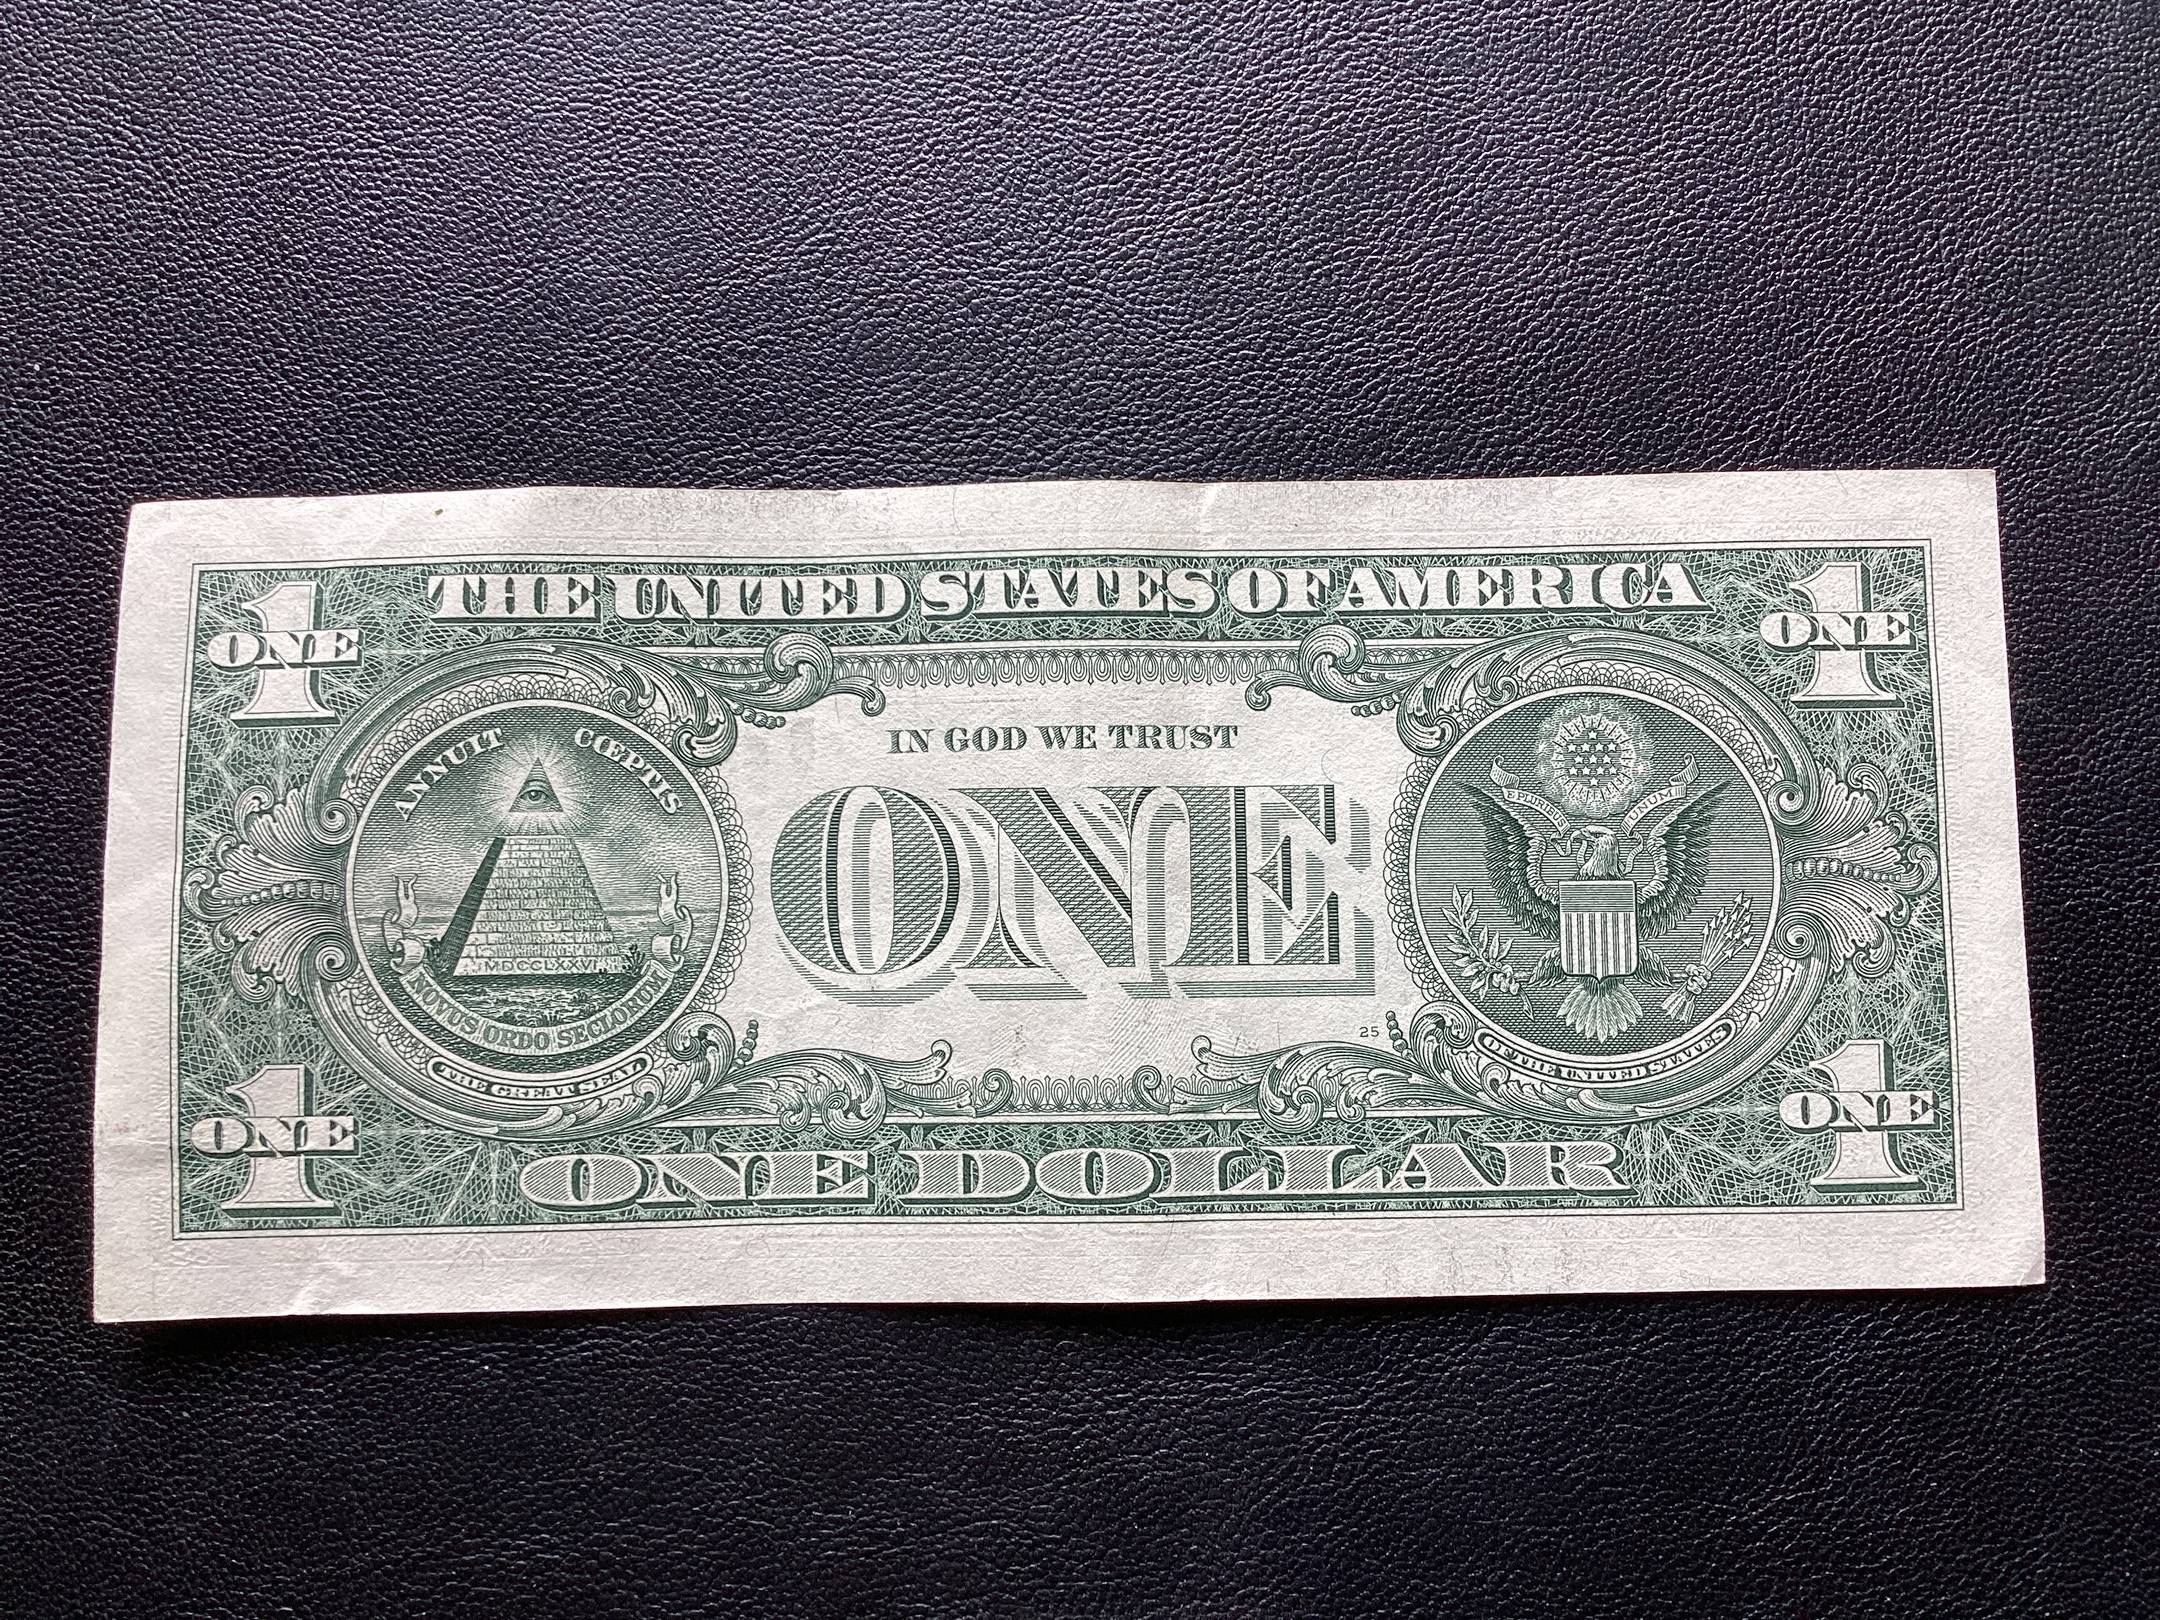 THE UNITED STATES OF AMERICA
1 ONE
1 ONE
ANNUIT CŒPTIS
MDCCLXXVI
NOVUS ORDO SECLORUM
THE GREAT SEAL
IN GOD WE TRUST
ONE
25
E PLURIBUS UNUM
OF THE UNITED STATES
1 ONE
1 ONE
ONE DOLLAR